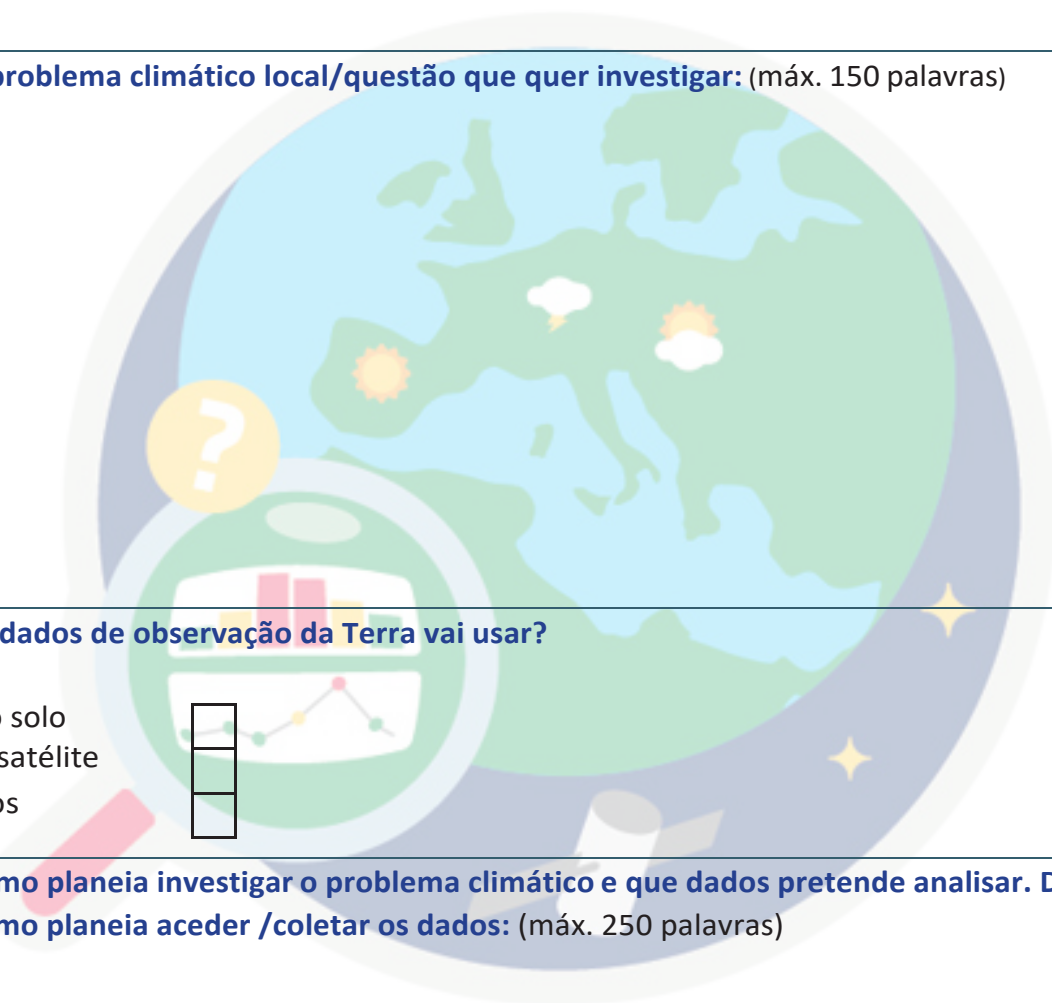 problema climático local/questão que quer investigar: (máx. 150 palavras)
?
dados de observação da Terra vai usar?
solo
satélite
mo planeia investigar o problema climático e que dados pretende analisar.
mo planeia aceder /coletar os dados: (máx. 250 palavras)